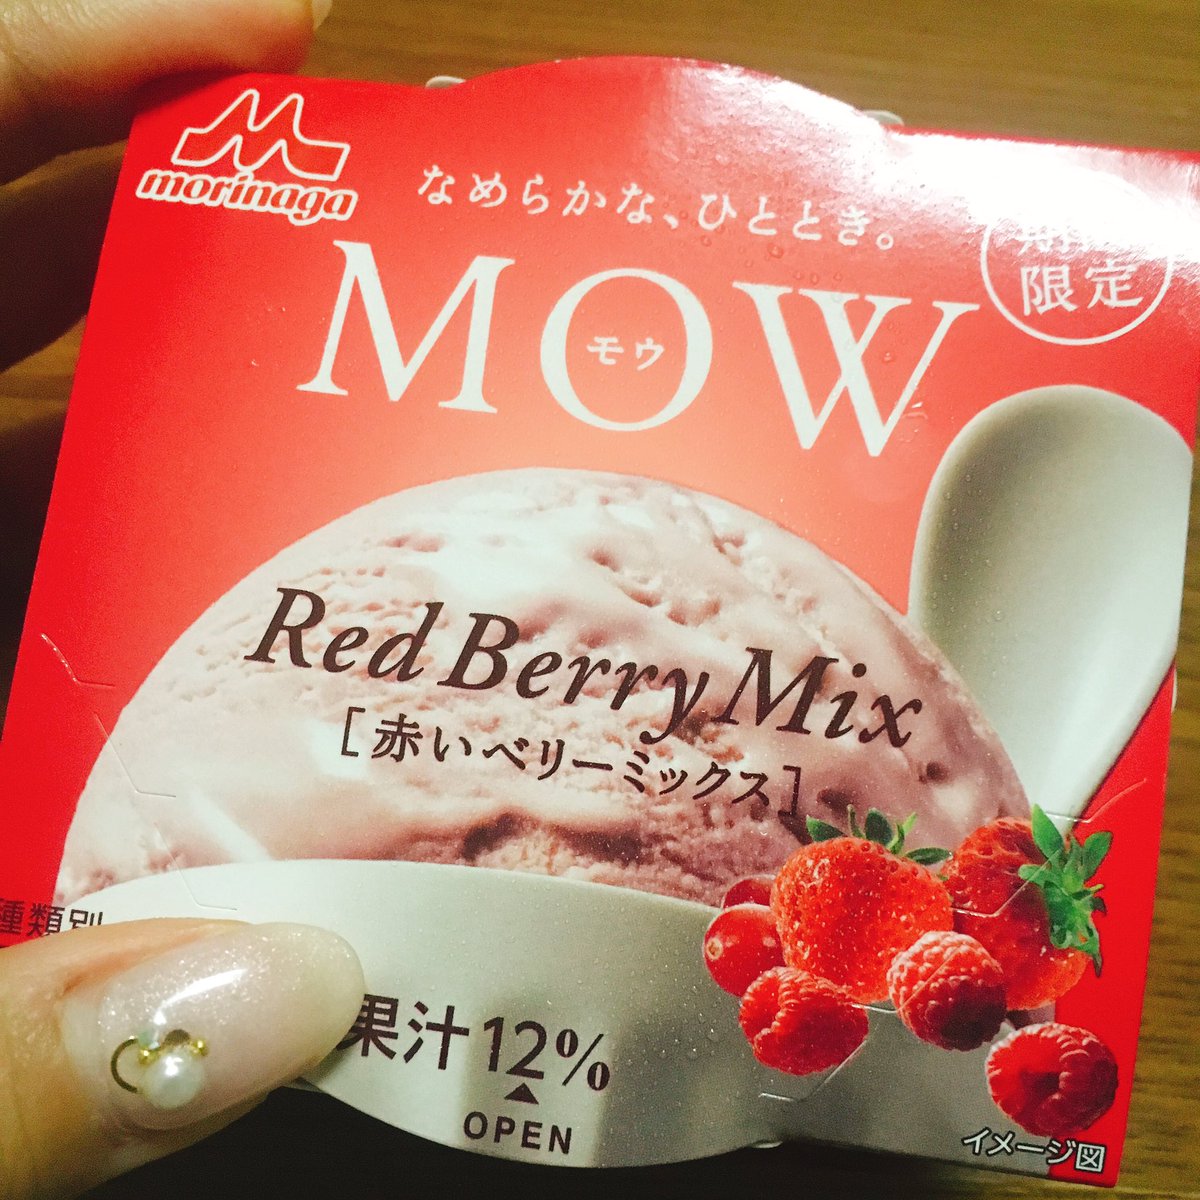 morinaga
なめらかな、ひととき。
MOW
モウ
限定
Red Berry Mix
[赤いベリーミックス]
種類別
果汁12%
OPEN
イメージ図